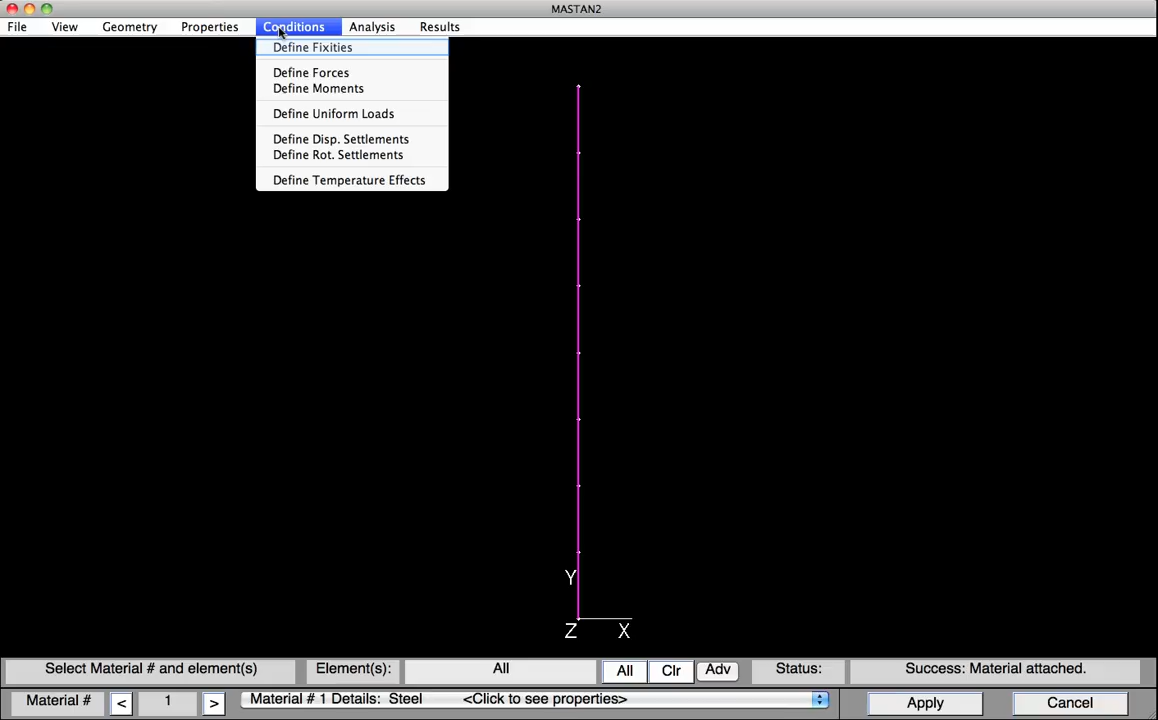 MASTAN2
File View Geometry Properties Conditions Analysis Results
Define Fixities
Define Forces
Define Moments
Define Uniform Loads
Define Disp. Settlements
Define Rot. Settlements
Define Temperature Effects
Y
Z X
Select Material # and element(s) Element(s): All All Clr Adv Status: Success: Material attached.
Material # < 1 > Material # 1 Details: Steel <Click to see properties> Apply Cancel